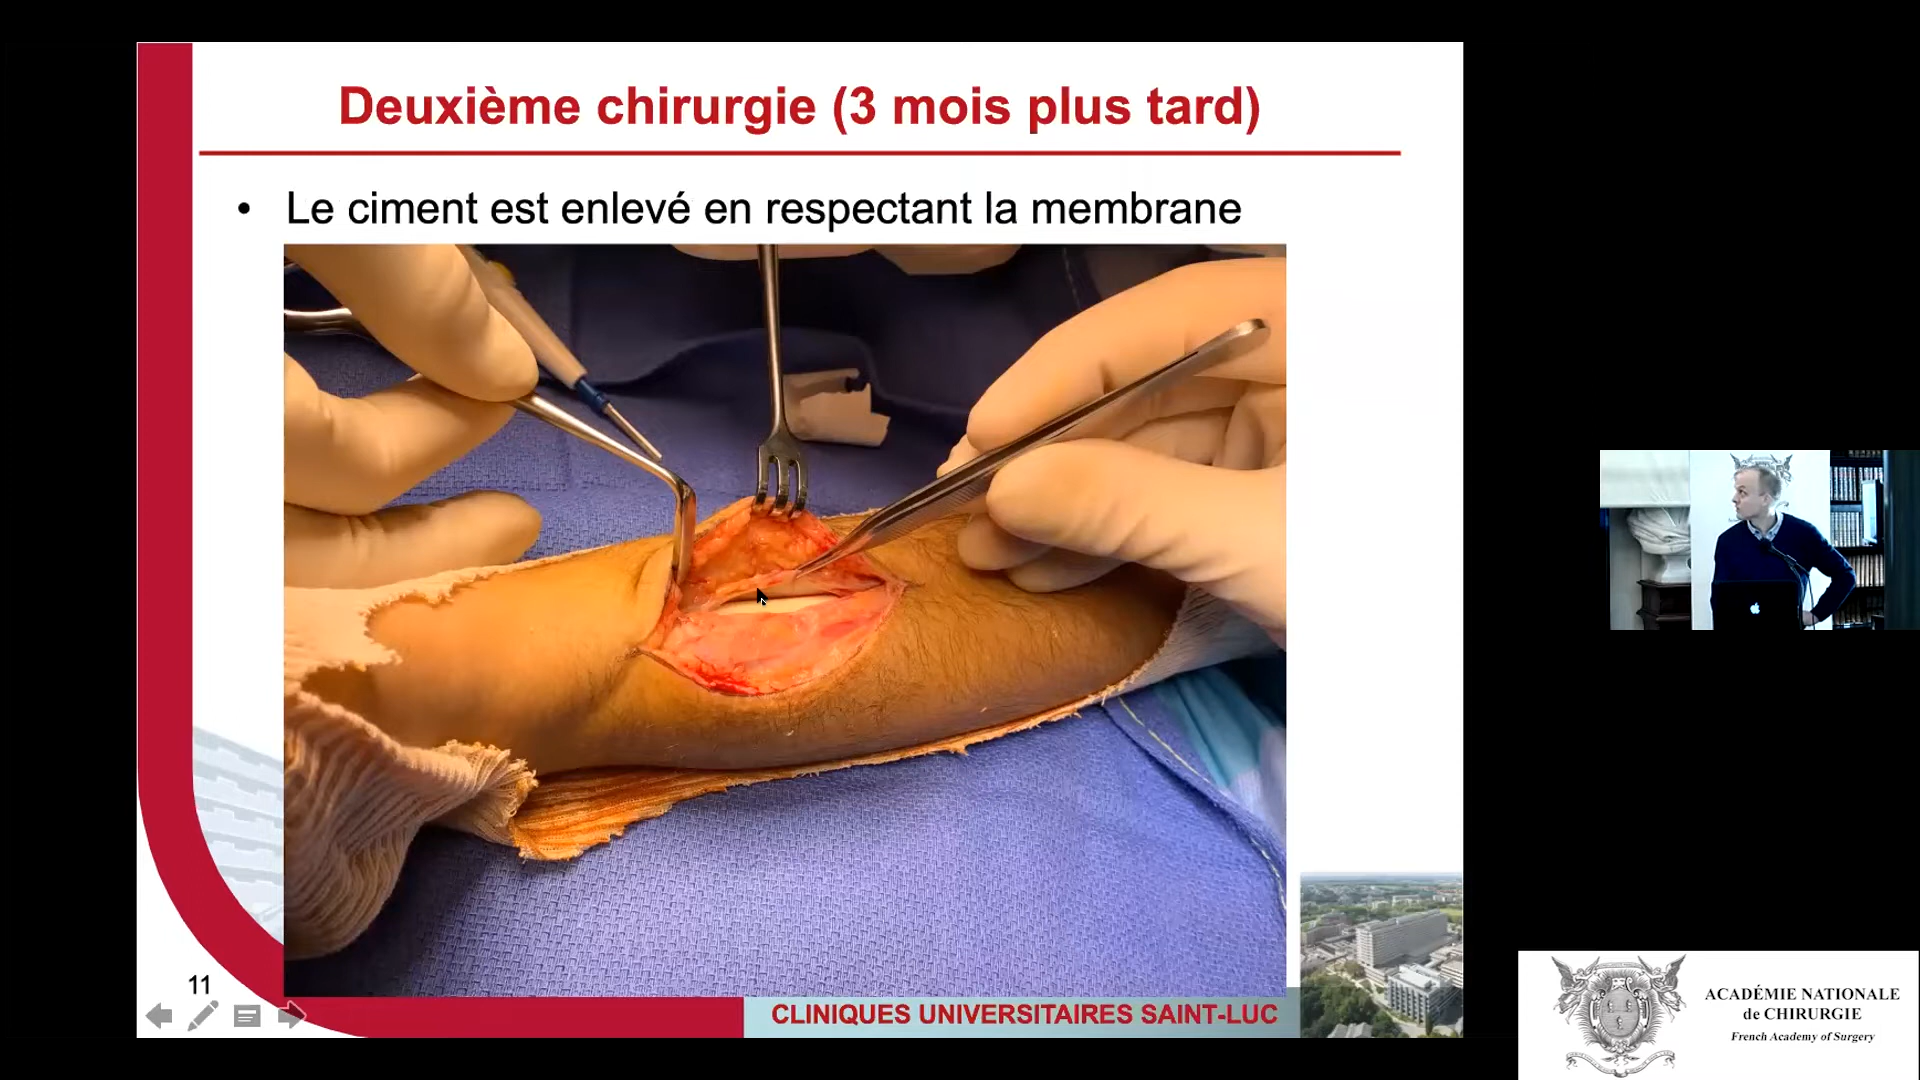 Deuxième chirurgie (3 mois plus tard)
• Le ciment est enlevé en respectant la membrane
11
CLINIQUES UNIVERSITAIRES SAINT-LUC
ACADÉMIE NATIONALE
de CHIRURGIE
French Academy of Surgery